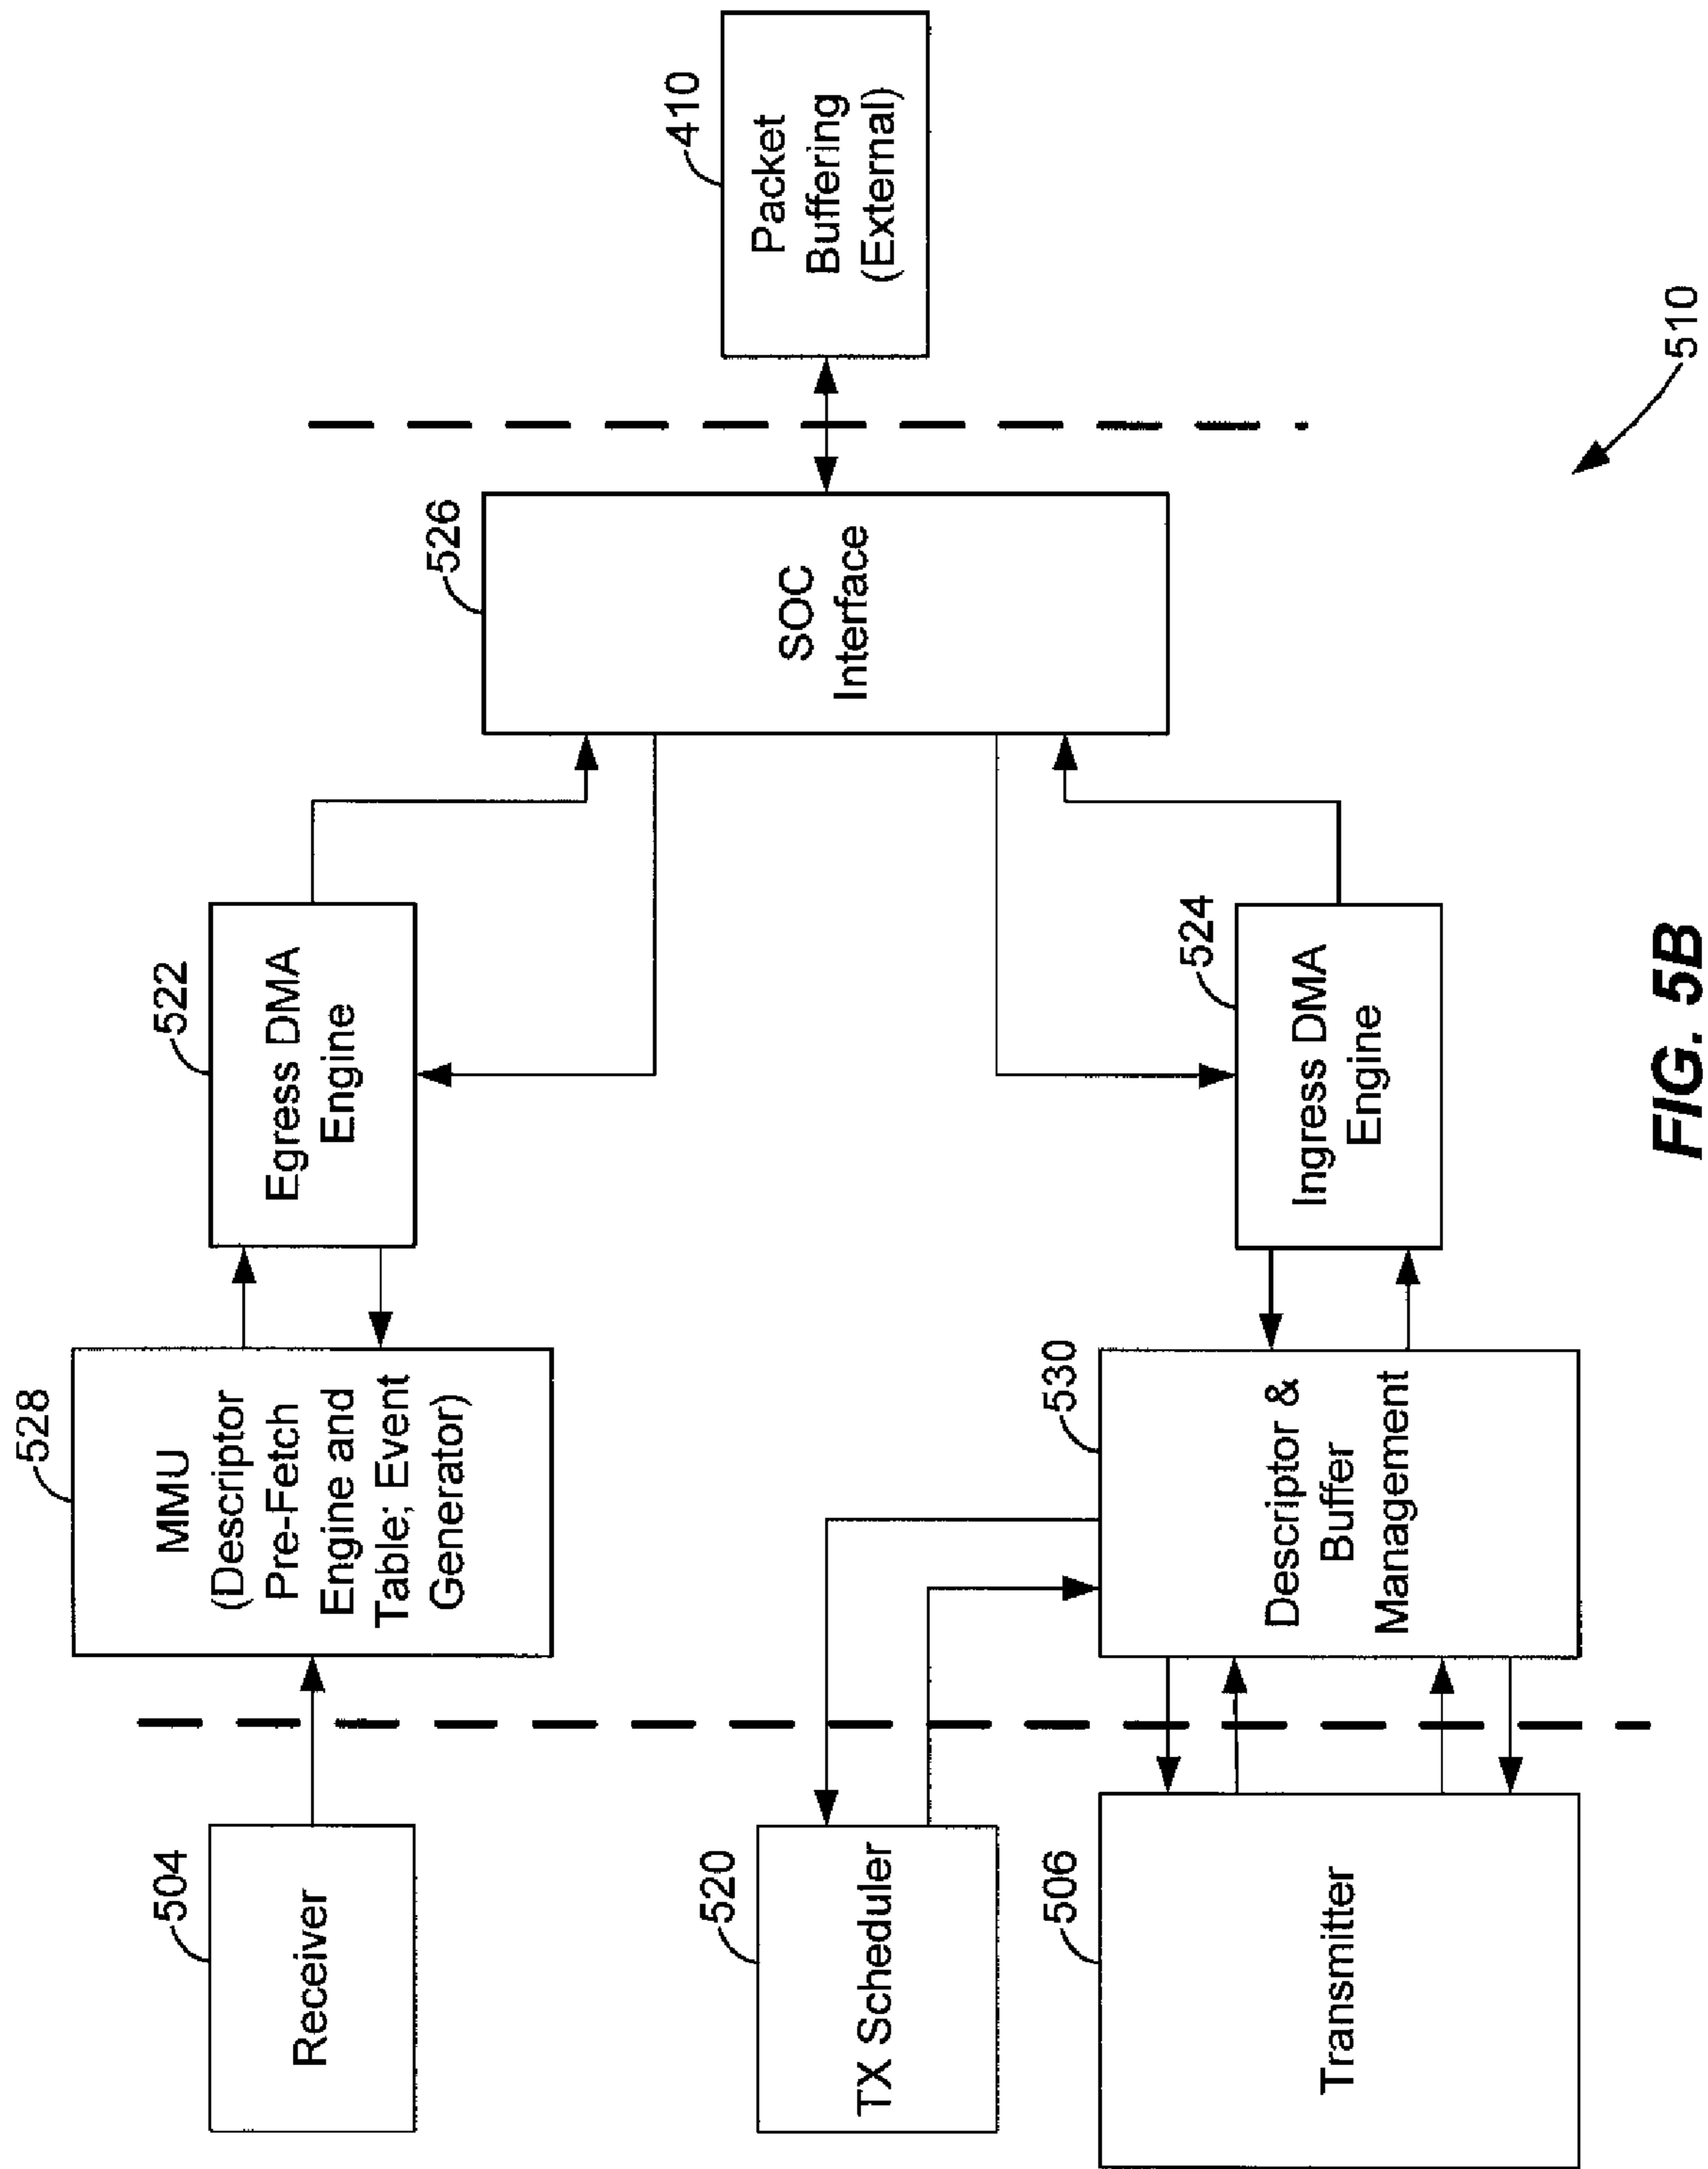 504
Receiver
528
MMU
(Descriptor
Pre-Fetch
Engine and
Table; Event
Generator)
522
Egress DMA
Engine
526
SOC
Interface
410
Packet
Buffering
(External)
520
TX Scheduler
506
Transmitter
530
Descriptor &
Buffer
Management
524
Ingress DMA
Engine
510
FIG. 5B